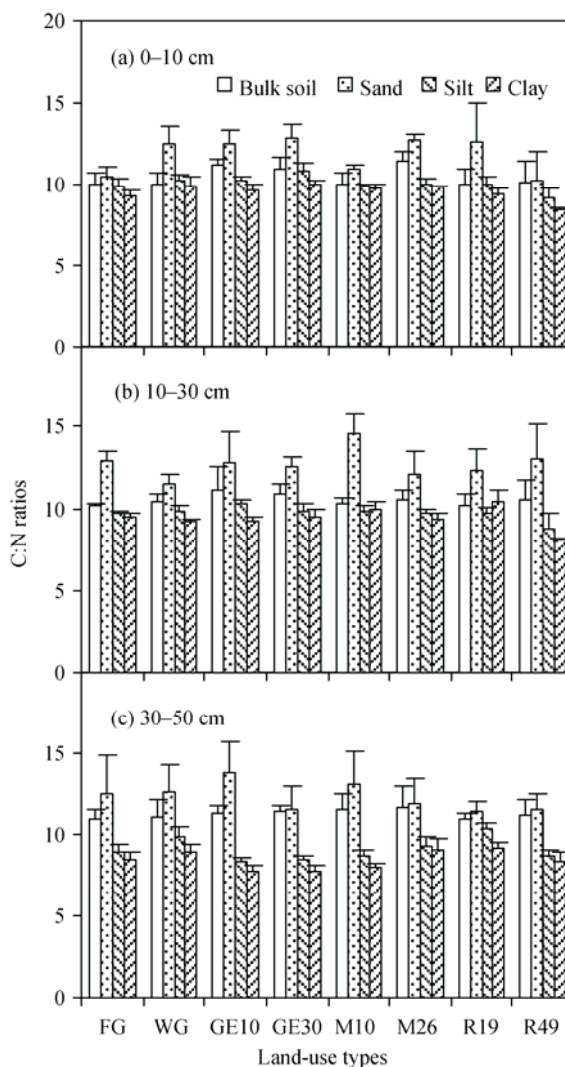 20
(a) 0–10 cm
Bulk soil Sand Silt Clay
15
10
5
0
(b) 10–30 cm
15
10
5
0
C:N ratios
(c) 30–50 cm
15
10
5
0
FG WG GE10 GE30 M10 M26 R19 R49
Land-use types